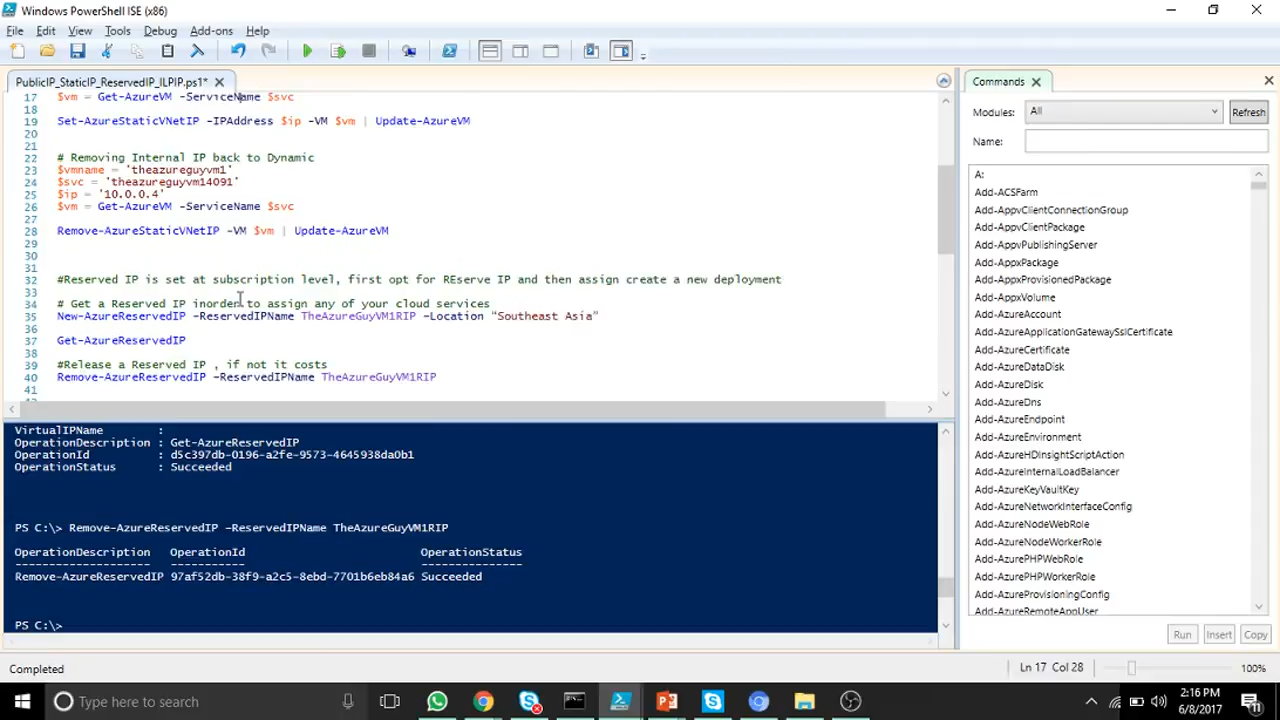 Windows PowerShell ISE (x86)
File Edit View Tools Debug Add-ons Help
PublicIP_StaticIP_ReservedIP_ILPIP.ps1*
17 $vm = Get-AzureVM -ServiceName $svc
18
19 Set-AzureStaticVNetIP -IPAddress $ip -VM $vm | Update-AzureVM
20
21
22 # Removing Internal IP back to Dynamic
23 $vmname = 'theazureguyvm1'
24 $svc = 'theazureguyvm14091'
25 $ip = '10.0.0.4'
26 $vm = Get-AzureVM -ServiceName $svc
27
28 Remove-AzureStaticVNetIP -VM $vm | Update-AzureVM
29
30
31
32 #Reserved IP is set at subscription level, first opt for REserve IP and then assign create a new deployment
33
34 # Get a Reserved IP inorder to assign any of your cloud services
35 New-AzureReservedIP –ReservedIPName TheAzureGuyVM1RIP –Location “Southeast Asia”
36
37 Get-AzureReservedIP
38
39 #Release a Reserved IP , if not it costs
40 Remove-AzureReservedIP –ReservedIPName TheAzureGuyVM1RIP
41
VirtualIPName :
OperationDescription : Get-AzureReservedIP
OperationId : d5c397db-0196-a2fe-9573-4645938da0b1
OperationStatus : Succeeded
PS C:\> Remove-AzureReservedIP –ReservedIPName TheAzureGuyVM1RIP
OperationDescription OperationId OperationStatus
-------------------- ----------- ---------------
Remove-AzureReservedIP 97af52db-38f9-a2c5-8ebd-7701b6eb84a6 Succeeded
PS C:\>
Commands
Modules: All Refresh
Name:
A:
Add-ACSFarm
Add-AppvClientConnectionGroup
Add-AppvClientPackage
Add-AppvPublishingServer
Add-AppxPackage
Add-AppxProvisionedPackage
Add-AppxVolume
Add-AzureAccount
Add-AzureApplicationGatewaySslCertificate
Add-AzureCertificate
Add-AzureDataDisk
Add-AzureDisk
Add-AzureDns
Add-AzureEndpoint
Add-AzureEnvironment
Add-AzureHDInsightScriptAction
Add-AzureInternalLoadBalancer
Add-AzureKeyVaultKey
Add-AzureNetworkInterfaceConfig
Add-AzureNodeWebRole
Add-AzureNodeWorkerRole
Add-AzurePHPWebRole
Add-AzurePHPWorkerRole
Add-AzureProvisioningConfig
Add-AzureRemoteAppUser
Run Insert Copy
Completed
Ln 17 Col 28
100%
Type here to search
2:16 PM
6/8/2017